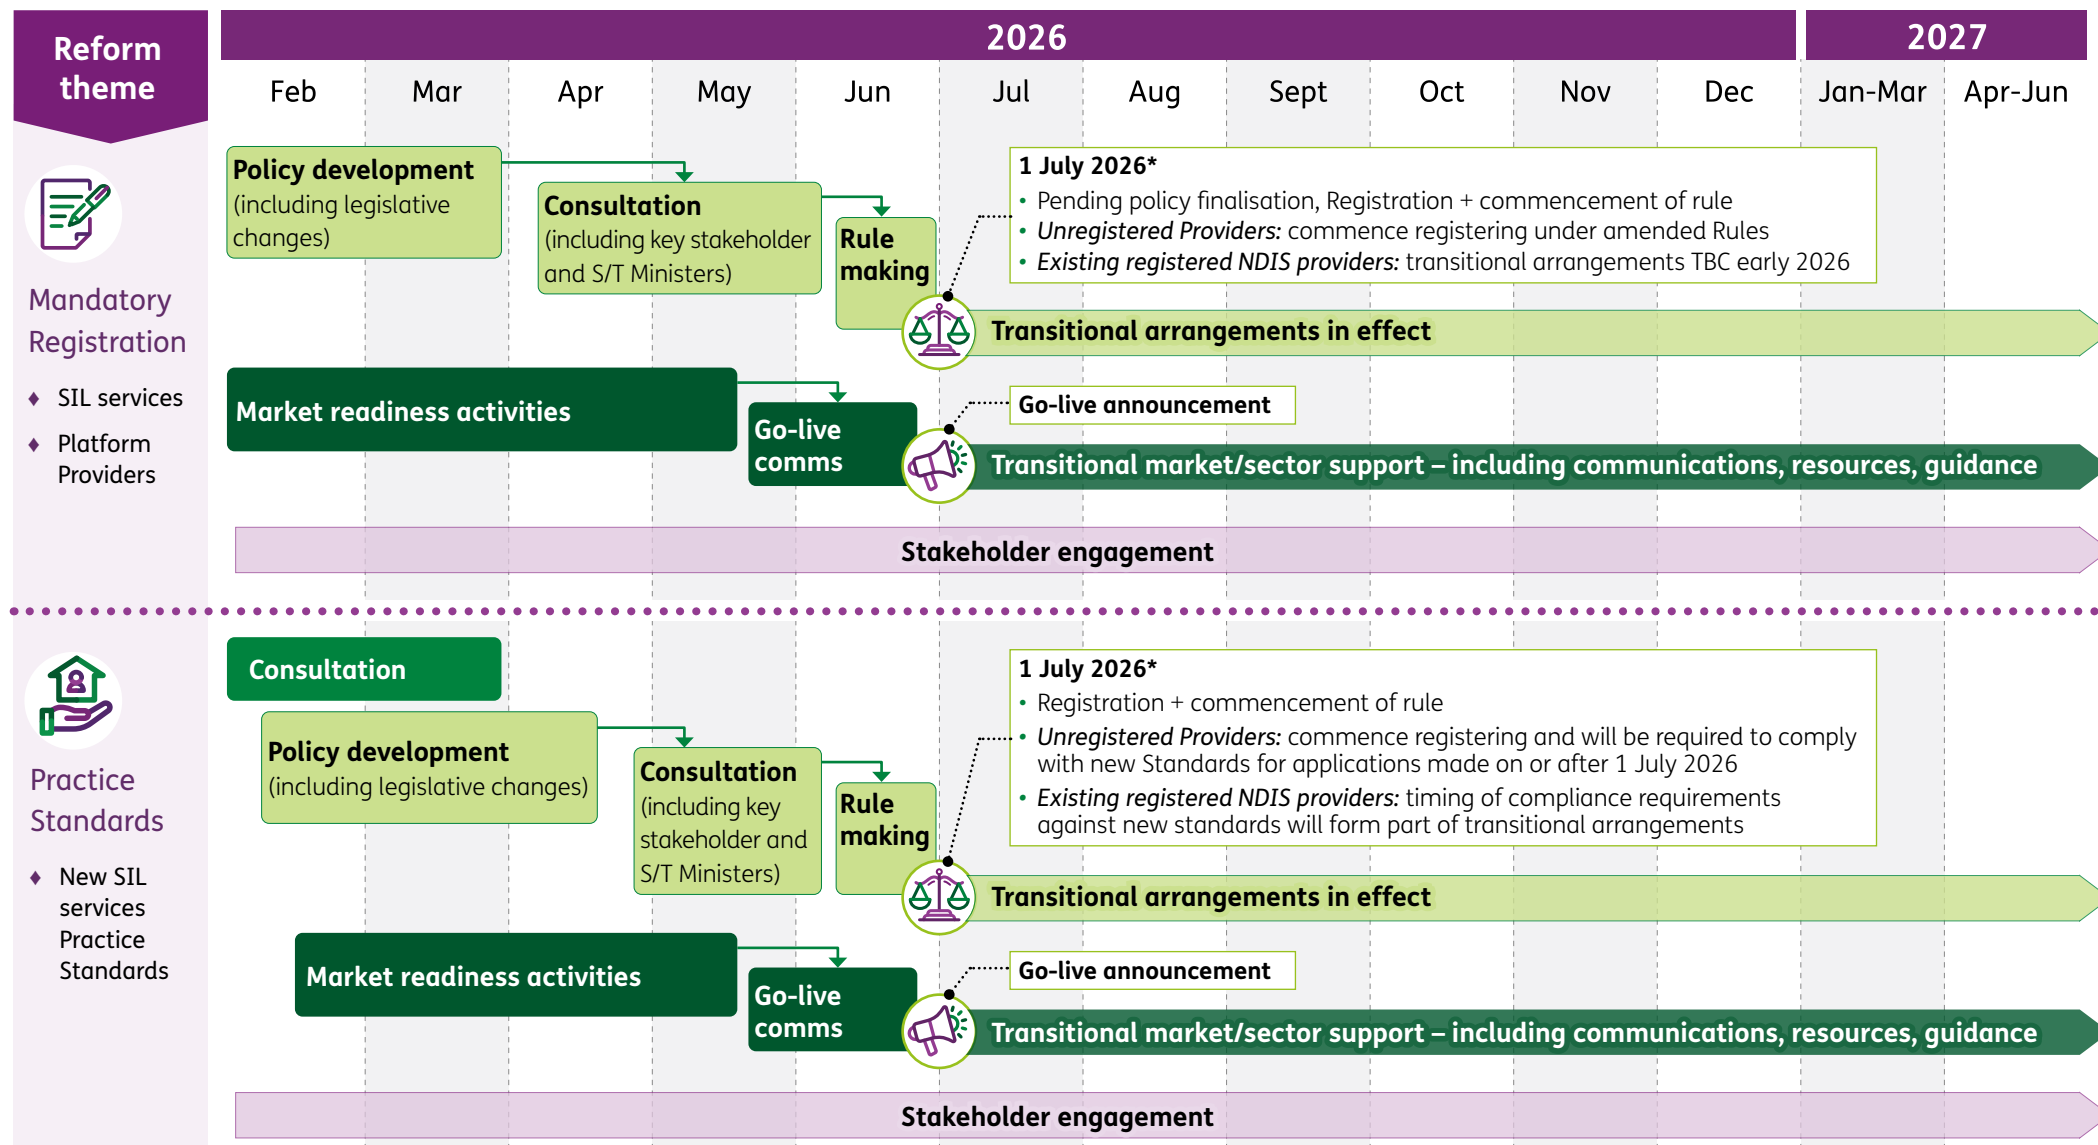 Reform
theme
2026
2027
Feb
Mar
Apr
May
Jun
Jul
Aug
Sept
Oct
Nov
Dec
Jan-Mar
Apr-Jun
Mandatory
Registration
♦ SIL services
♦ Platform
Providers
Policy development
(including legislative
changes)
Consultation
(including key stakeholder
and S/T Ministers)
Rule
making
1 July 2026*
• Pending policy finalisation, Registration + commencement of rule
• Unregistered Providers: commence registering under amended Rules
• Existing registered NDIS providers: transitional arrangements TBC early 2026
Transitional arrangements in effect
Market readiness activities
Go-live
comms
Go-live announcement
Transitional market/sector support – including communications, resources, guidance
Stakeholder engagement
Practice
Standards
♦ New SIL
services
Practice
Standards
Consultation
Policy development
(including legislative changes)
Consultation
(including key
stakeholder and
S/T Ministers)
Rule
making
1 July 2026*
• Registration + commencement of rule
• Unregistered Providers: commence registering and will be required to comply
with new Standards for applications made on or after 1 July 2026
• Existing registered NDIS providers: timing of compliance requirements
against new standards will form part of transitional arrangements
Transitional arrangements in effect
Market readiness activities
Go-live
comms
Go-live announcement
Transitional market/sector support – including communications, resources, guidance
Stakeholder engagement